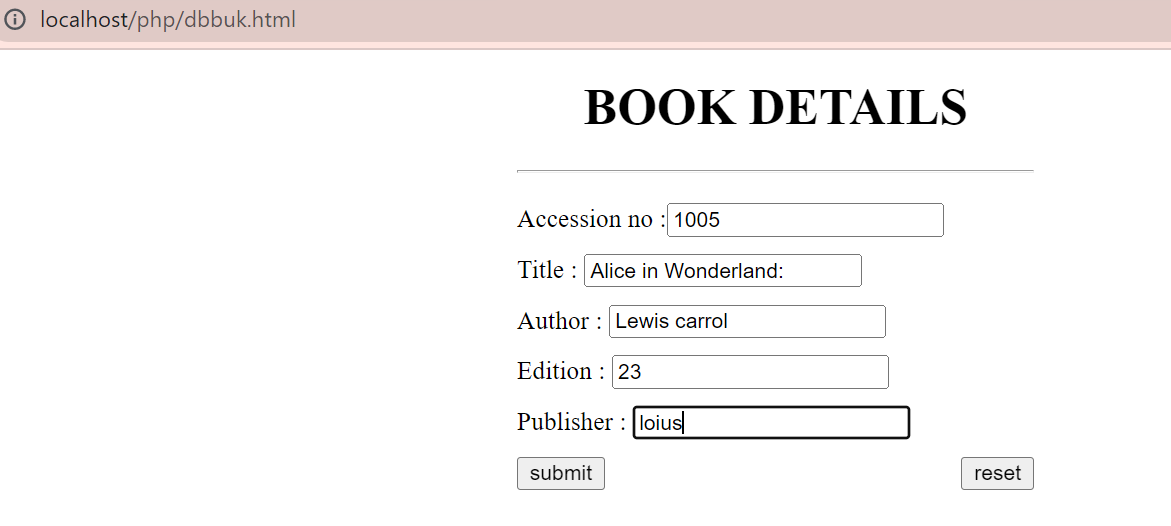 localhost/php/dbbuk.html
BOOK DETAILS
Accession no : 1005
Title : Alice in Wonderland:
Author : Lewis carrol
Edition : 23
Publisher : loius
submit reset